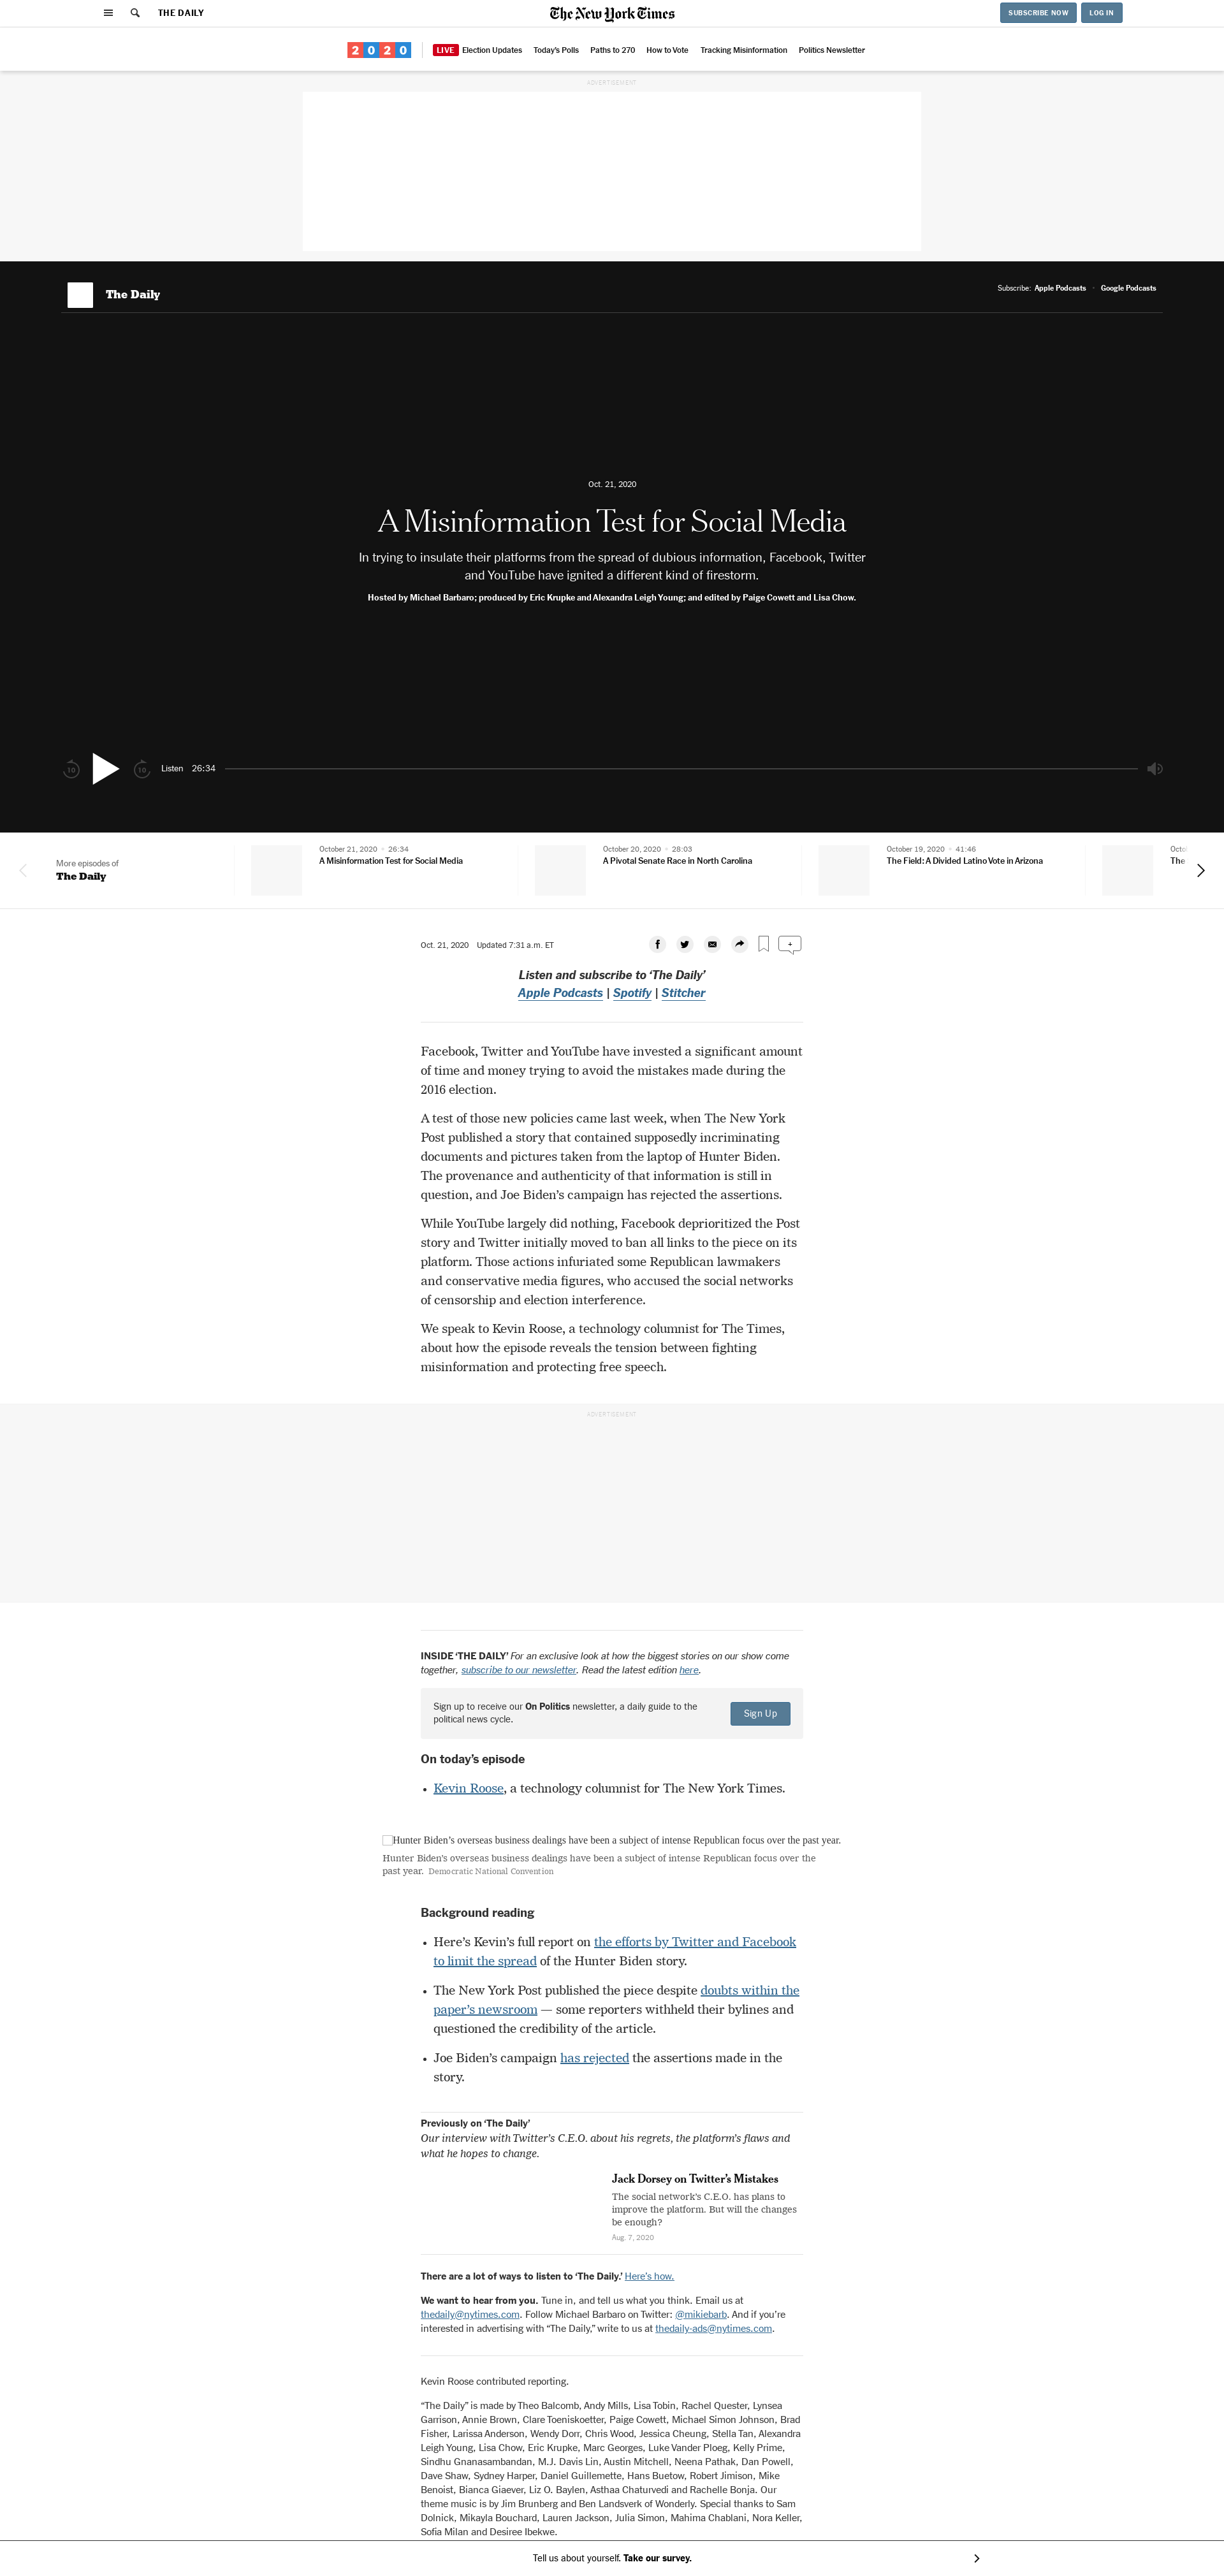 THE DAILY
The New York Times
SUBSCRIBE NOW
LOG IN
2020
LIVE Election Updates
Today's Polls
Paths to 270
How to Vote
Tracking Misinformation
Politics Newsletter
ADVERTISEMENT
The Daily
Subscribe: Apple Podcasts • Google Podcasts
Oct. 21, 2020
A Misinformation Test for Social Media
In trying to insulate their platforms from the spread of dubious information, Facebook, Twitter
and YouTube have ignited a different kind of firestorm.
Hosted by Michael Barbaro; produced by Eric Krupke and Alexandra Leigh Young; and edited by Paige Cowett and Lisa Chow.
10
10
Listen 26:34
More episodes of
The Daily
October 21, 2020 • 26:34
A Misinformation Test for Social Media
October 20, 2020 • 28:03
A Pivotal Senate Race in North Carolina
October 19, 2020 • 41:46
The Field: A Divided Latino Vote in Arizona
Octo
The
Oct. 21, 2020 Updated 7:31 a.m. ET
+
Listen and subscribe to ‘The Daily’
Apple Podcasts | Spotify | Stitcher
Facebook, Twitter and YouTube have invested a significant amount
of time and money trying to avoid the mistakes made during the
2016 election.
A test of those new policies came last week, when The New York
Post published a story that contained supposedly incriminating
documents and pictures taken from the laptop of Hunter Biden.
The provenance and authenticity of that information is still in
question, and Joe Biden’s campaign has rejected the assertions.
While YouTube largely did nothing, Facebook deprioritized the Post
story and Twitter initially moved to ban all links to the piece on its
platform. Those actions infuriated some Republican lawmakers
and conservative media figures, who accused the social networks
of censorship and election interference.
We speak to Kevin Roose, a technology columnist for The Times,
about how the episode reveals the tension between fighting
misinformation and protecting free speech.
ADVERTISEMENT
INSIDE ‘THE DAILY’ For an exclusive look at how the biggest stories on our show come
together, subscribe to our newsletter. Read the latest edition here.
Sign up to receive our On Politics newsletter, a daily guide to the
political news cycle.
Sign Up
On today’s episode
• Kevin Roose, a technology columnist for The New York Times.
Hunter Biden’s overseas business dealings have been a subject of intense Republican focus over the past year.
Hunter Biden’s overseas business dealings have been a subject of intense Republican focus over the
past year. Democratic National Convention
Background reading
• Here’s Kevin’s full report on the efforts by Twitter and Facebook
to limit the spread of the Hunter Biden story.
• The New York Post published the piece despite doubts within the
paper’s newsroom — some reporters withheld their bylines and
questioned the credibility of the article.
• Joe Biden’s campaign has rejected the assertions made in the
story.
Previously on ‘The Daily’
Our interview with Twitter’s C.E.O. about his regrets, the platform’s flaws and
what he hopes to change.
Jack Dorsey on Twitter’s Mistakes
The social network’s C.E.O. has plans to
improve the platform. But will the changes
be enough?
Aug. 7, 2020
There are a lot of ways to listen to ‘The Daily.’ Here’s how.
We want to hear from you. Tune in, and tell us what you think. Email us at
thedaily@nytimes.com. Follow Michael Barbaro on Twitter: @mikiebarb. And if you’re
interested in advertising with “The Daily,” write to us at thedaily-ads@nytimes.com.
Kevin Roose contributed reporting.
“The Daily” is made by Theo Balcomb, Andy Mills, Lisa Tobin, Rachel Quester, Lynsea
Garrison, Annie Brown, Clare Toeniskoetter, Paige Cowett, Michael Simon Johnson, Brad
Fisher, Larissa Anderson, Wendy Dorr, Chris Wood, Jessica Cheung, Stella Tan, Alexandra
Leigh Young, Lisa Chow, Eric Krupke, Marc Georges, Luke Vander Ploeg, Kelly Prime,
Sindhu Gnanasambandan, M.J. Davis Lin, Austin Mitchell, Neena Pathak, Dan Powell,
Dave Shaw, Sydney Harper, Daniel Guillemette, Hans Buetow, Robert Jimison, Mike
Benoist, Bianca Giaever, Liz O. Baylen, Asthaa Chaturvedi and Rachelle Bonja. Our
theme music is by Jim Brunberg and Ben Landsverk of Wonderly. Special thanks to Sam
Dolnick, Mikayla Bouchard, Lauren Jackson, Julia Simon, Mahima Chablani, Nora Keller,
Sofia Milan and Desiree Ibekwe.
Tell us about yourself. Take our survey.